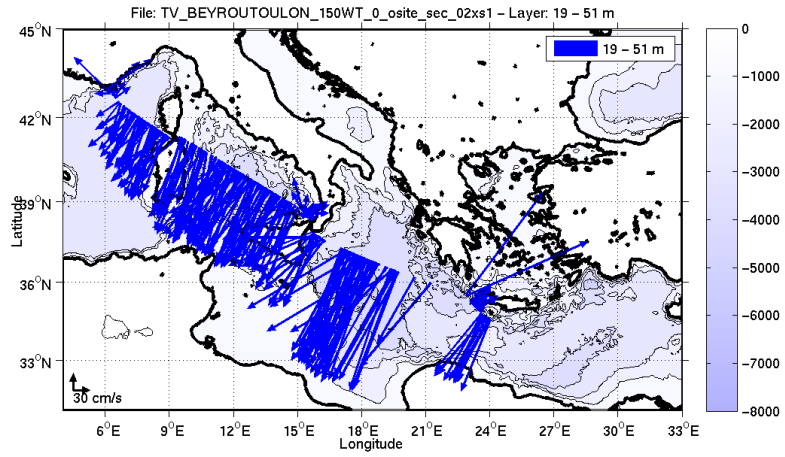 File: TV_BEYROUTOULON_150WT_0_osite_sec_02xs1 – Layer: 19 – 51 m
19 – 51 m
45°N
42°N
39°N
36°N
33°N
Latitude
30 cm/s
6°E 9°E 12°E 15°E 18°E 21°E 24°E 27°E 30°E 33°E
Longitude
0
−1000
−2000
−3000
−4000
−5000
−6000
−7000
−8000